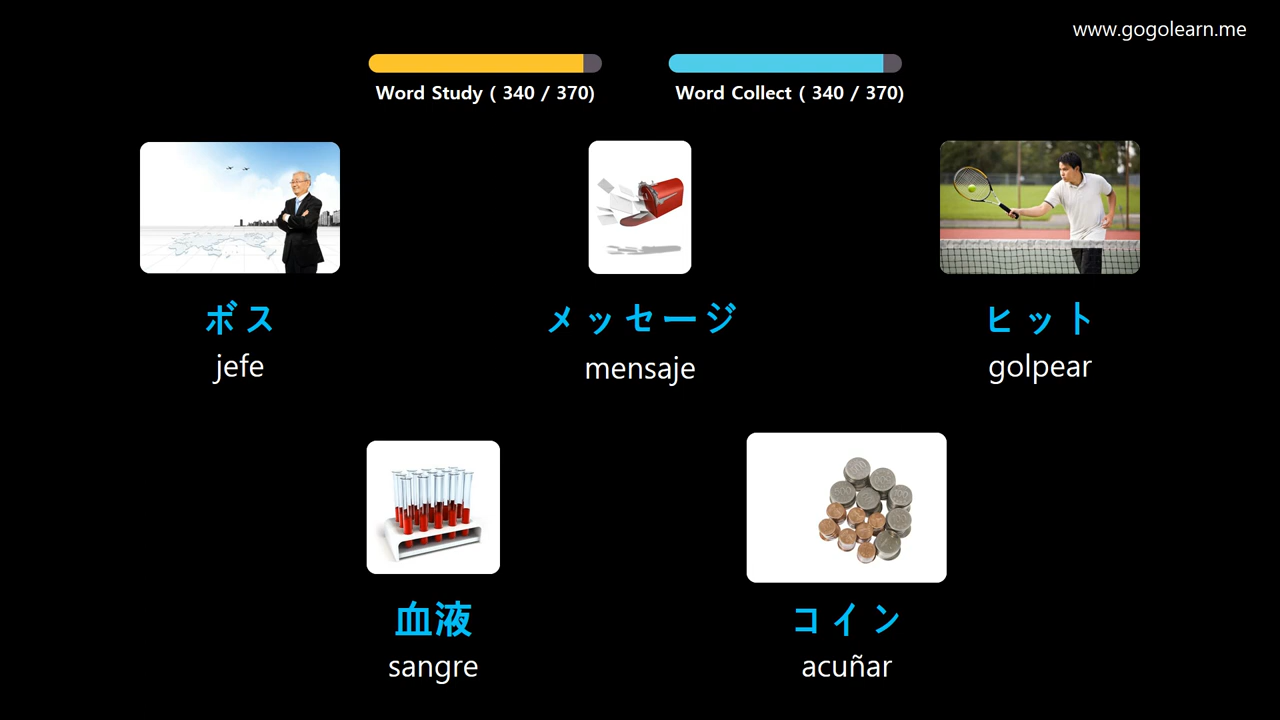 www.gogolearn.me
Word Study ( 340 / 370)
Word Collect ( 340 / 370)
ボス
jefe
メッセージ
mensaje
ヒット
golpear
血液
sangre
コイン
acuñar